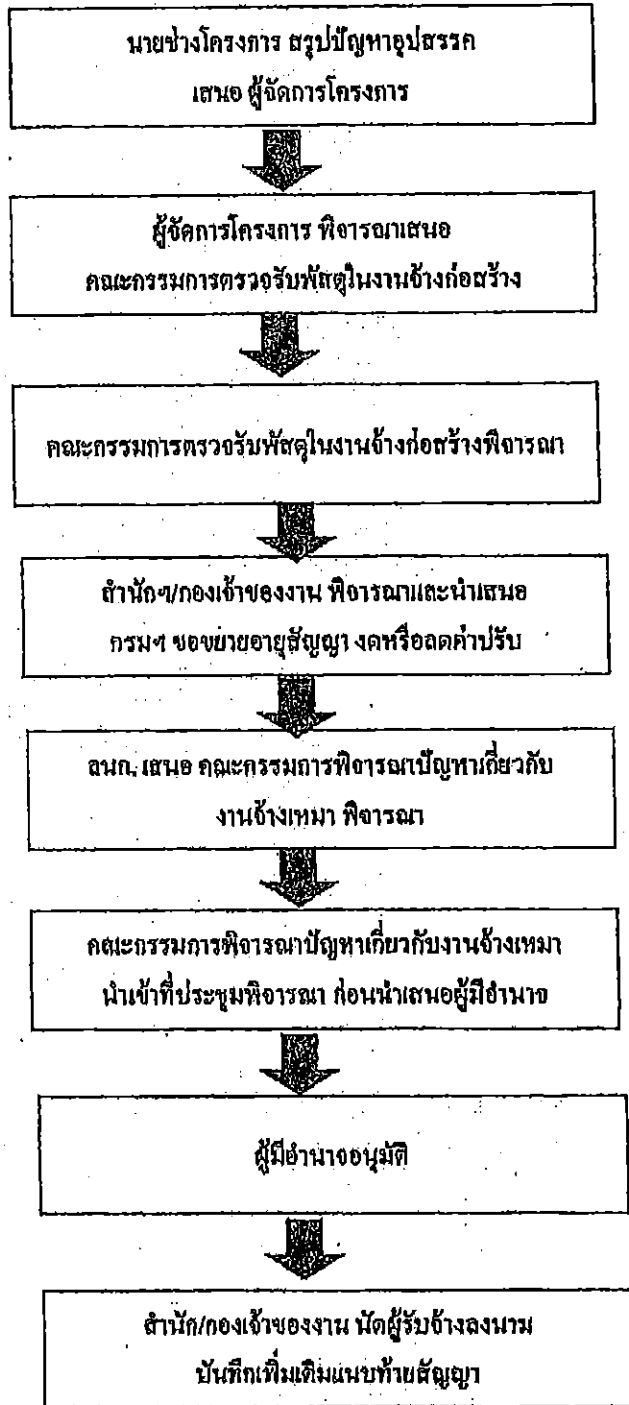 นายช่างโครงการ สรุปปัญหาอุปสรรค
เสนอ ผู้จัดการโครงการ
ผู้จัดการโครงการ พิจารณาเสนอ
คณะกรรมการตรวจรับพัสดุในงานจ้างก่อสร้าง
คณะกรรมการตรวจรับพัสดุในงานจ้างก่อสร้างพิจารณา
สำนักฯ/กองเจ้าของงาน พิจารณาและนำเสนอ
กรมฯ ขอขยายอายุสัญญา งดหรือลดค่าปรับ
ลนก. เสนอ คณะกรรมการพิจารณาปัญหาเกี่ยวกับ
งานจ้างเหมา พิจารณา
คณะกรรมการพิจารณาปัญหาเกี่ยวกับงานจ้างเหมา
นำเข้าที่ประชุมพิจารณา ก่อนนำเสนอผู้มีอำนาจ
ผู้มีอำนาจอนุมัติ
สำนัก/กองเจ้าของงาน นัดผู้รับจ้างลงนาม
บันทึกเพิ่มเติมแนบท้ายสัญญา